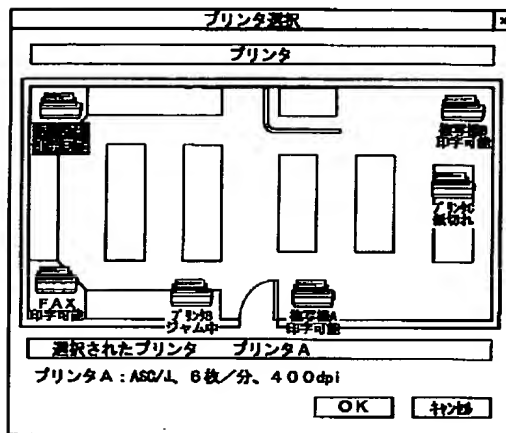 プリンタ選択
プリンタ
印字可能
複写機B
印字可能
プリンタC
紙切れ
FAX
印字可能
プリンタB
ジャム中
複写機A
印字可能
選択されたプリンタ プリンタA
プリンタA:ASC/J、6枚/分、400dpi
OK キャンセル